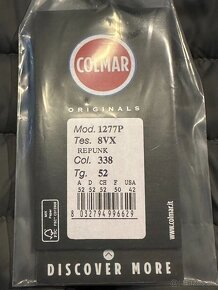 COLMAR
ORIGINALS
Mod. 1277P
Tes. 8VX
REPUNK
Col. 338
Tg. 52
A D CH F USA
52 52 52 50 42
8 032794 996629
www.colmar.it
DISCOVER MORE